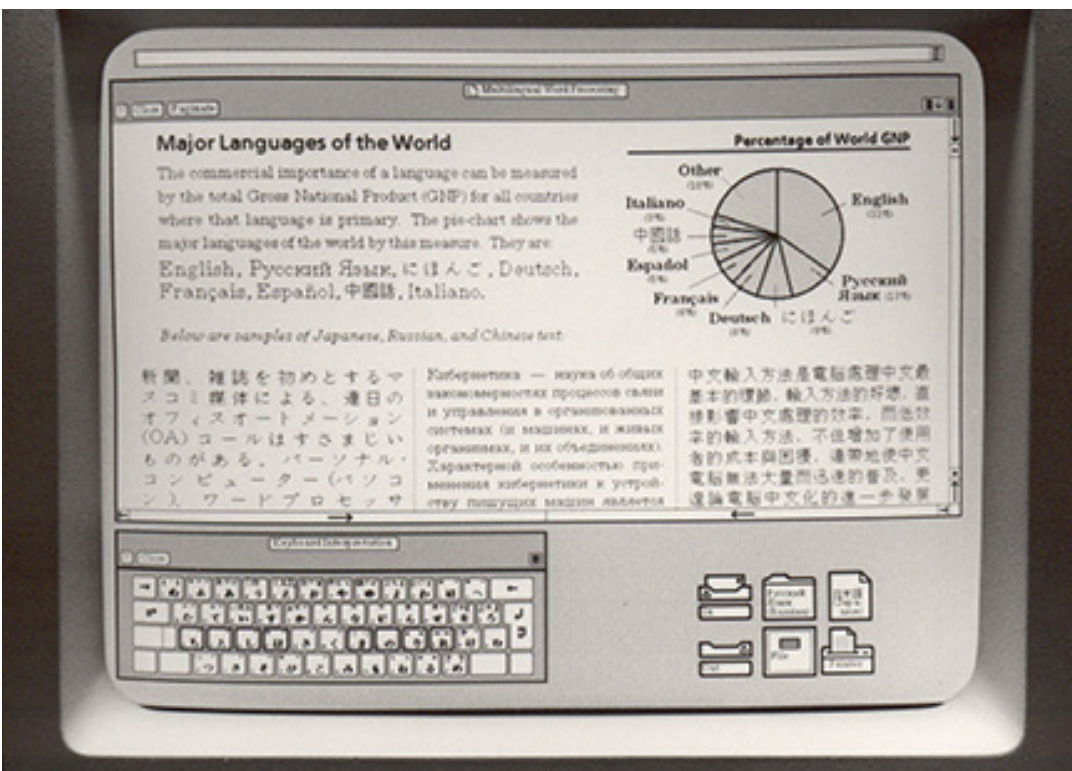 Multilingual Word Processing
Close Paginate
Major Languages of the World
The commercial importance of a language can be measured
by the total Gross National Product (GNP) for all countries
where that language is primary. The pie-chart shows the
major languages of the world by this measure. They are:
English, Русский Язык, にほんご, Deutsch,
Français, Español, 中國話, Italiano.
Below are samples of Japanese, Russian, and Chinese text:
Percentage of World GNP
Other
English
Italiano
中國話
Español
Français
Deutsch
にほんご
Русский
Язык
新聞、雑誌を初めとするマ
スコミ媒体による、連日の
オフィスオートメーション
(OA)コールはすさまじい
ものがある。パーソナル・
コンピューター(パソコ
ン)、ワードプロセッサ
Кибернетика — наука об общих
закономерностях процессов связи
и управления в организованных
системах (и машинах, и живых
организмах, и их объединениях).
Характерной особенностью при-
менения кибернетики к устрой-
ству пишущих машин является
中文輸入方法是電腦處理中文最
基本的環節。輸入方法的好壞，直
接影響中文處理的效率。而低效
率的輸入方法，不但增加了使用
者的成本與困擾，連帶地使中文
電腦無法大量而迅速的普及，更
遑論電腦中文化的進一步發展
Keyboard Interpretation
Close
In
Out
File
Printer